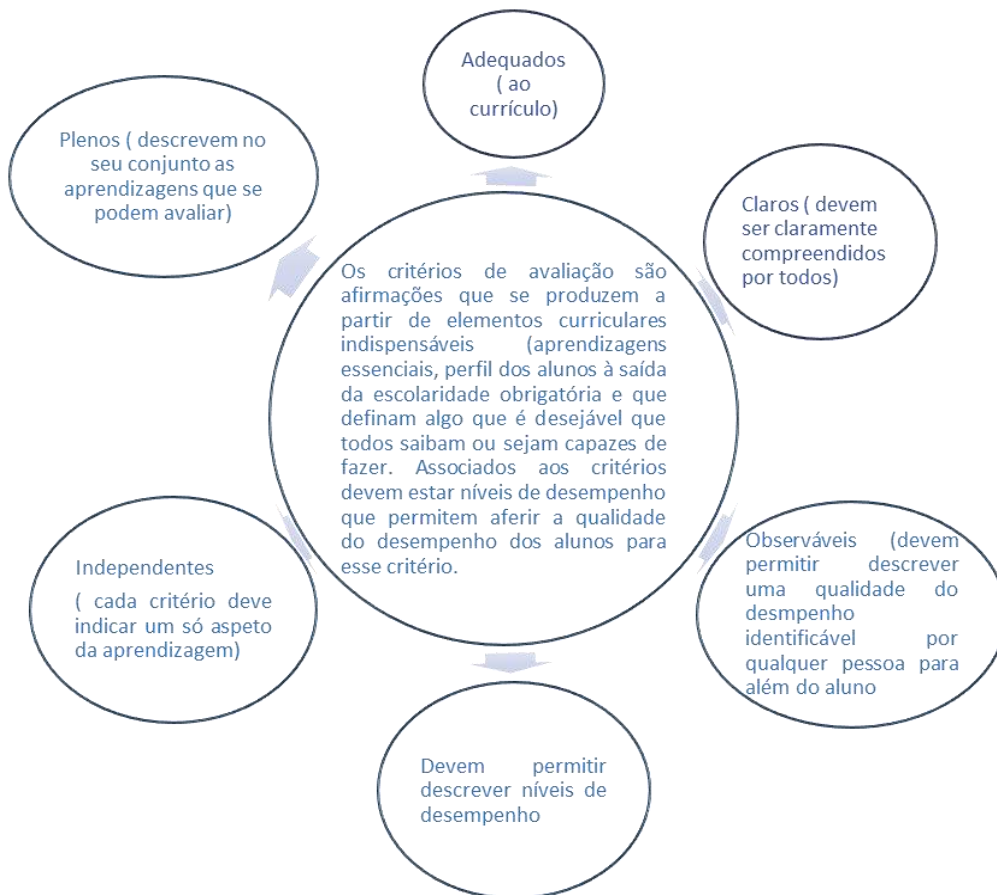 Adequados
( ao
currículo)
Plenos ( descrevem no
seu conjunto as
aprendizagens que se
podem avaliar)
Claros ( devem
ser claramente
compreendidos
por todos)
Os critérios de avaliação são
afirmações que se produzem a
partir de elementos curriculares
indispensáveis (aprendizagens
essenciais, perfil dos alunos à saída
da escolaridade obrigatória e que
definam algo que é desejável que
todos saibam ou sejam capazes de
fazer. Associados aos critérios
devem estar níveis de desempenho
que permitem aferir a qualidade
do desempenho dos alunos para
esse critério.
Independentes
( cada critério deve
indicar um só aspeto
da aprendizagem)
Observáveis (devem
permitir descrever
uma qualidade do
desmpenho
identificável por
qualquer pessoa para
além do aluno
Devem permitir
descrever níveis de
desempenho